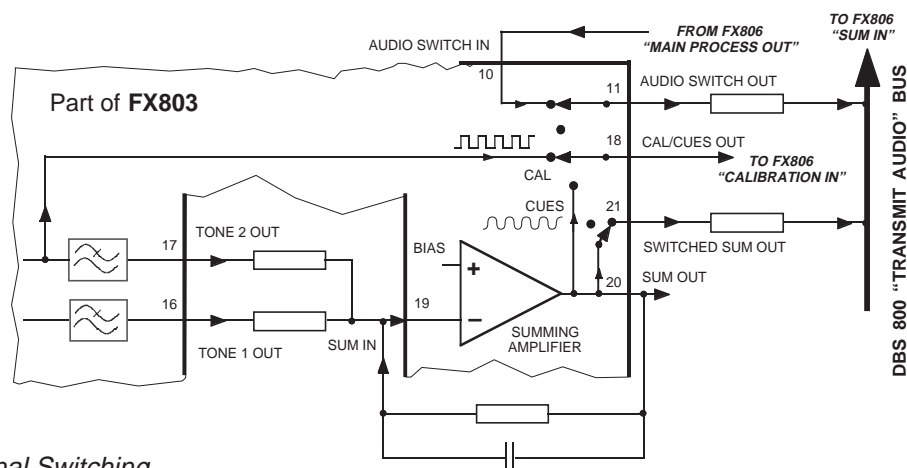 TO FX806
“SUM IN”
FROM FX806
“MAIN PROCESS OUT”
AUDIO SWITCH IN
10
Part of FX803
11
AUDIO SWITCH OUT
18
CAL/CUES OUT
CAL
TO FX806
“CALIBRATION IN”
CUES
21
SWITCHED SUM OUT
17
TONE 2 OUT
BIAS
+
20
SUM OUT
16
19
–
TONE 1 OUT
SUM IN
SUMMING
AMPLIFIER
DBS 800 “TRANSMIT AUDIO” BUS
nal Switching